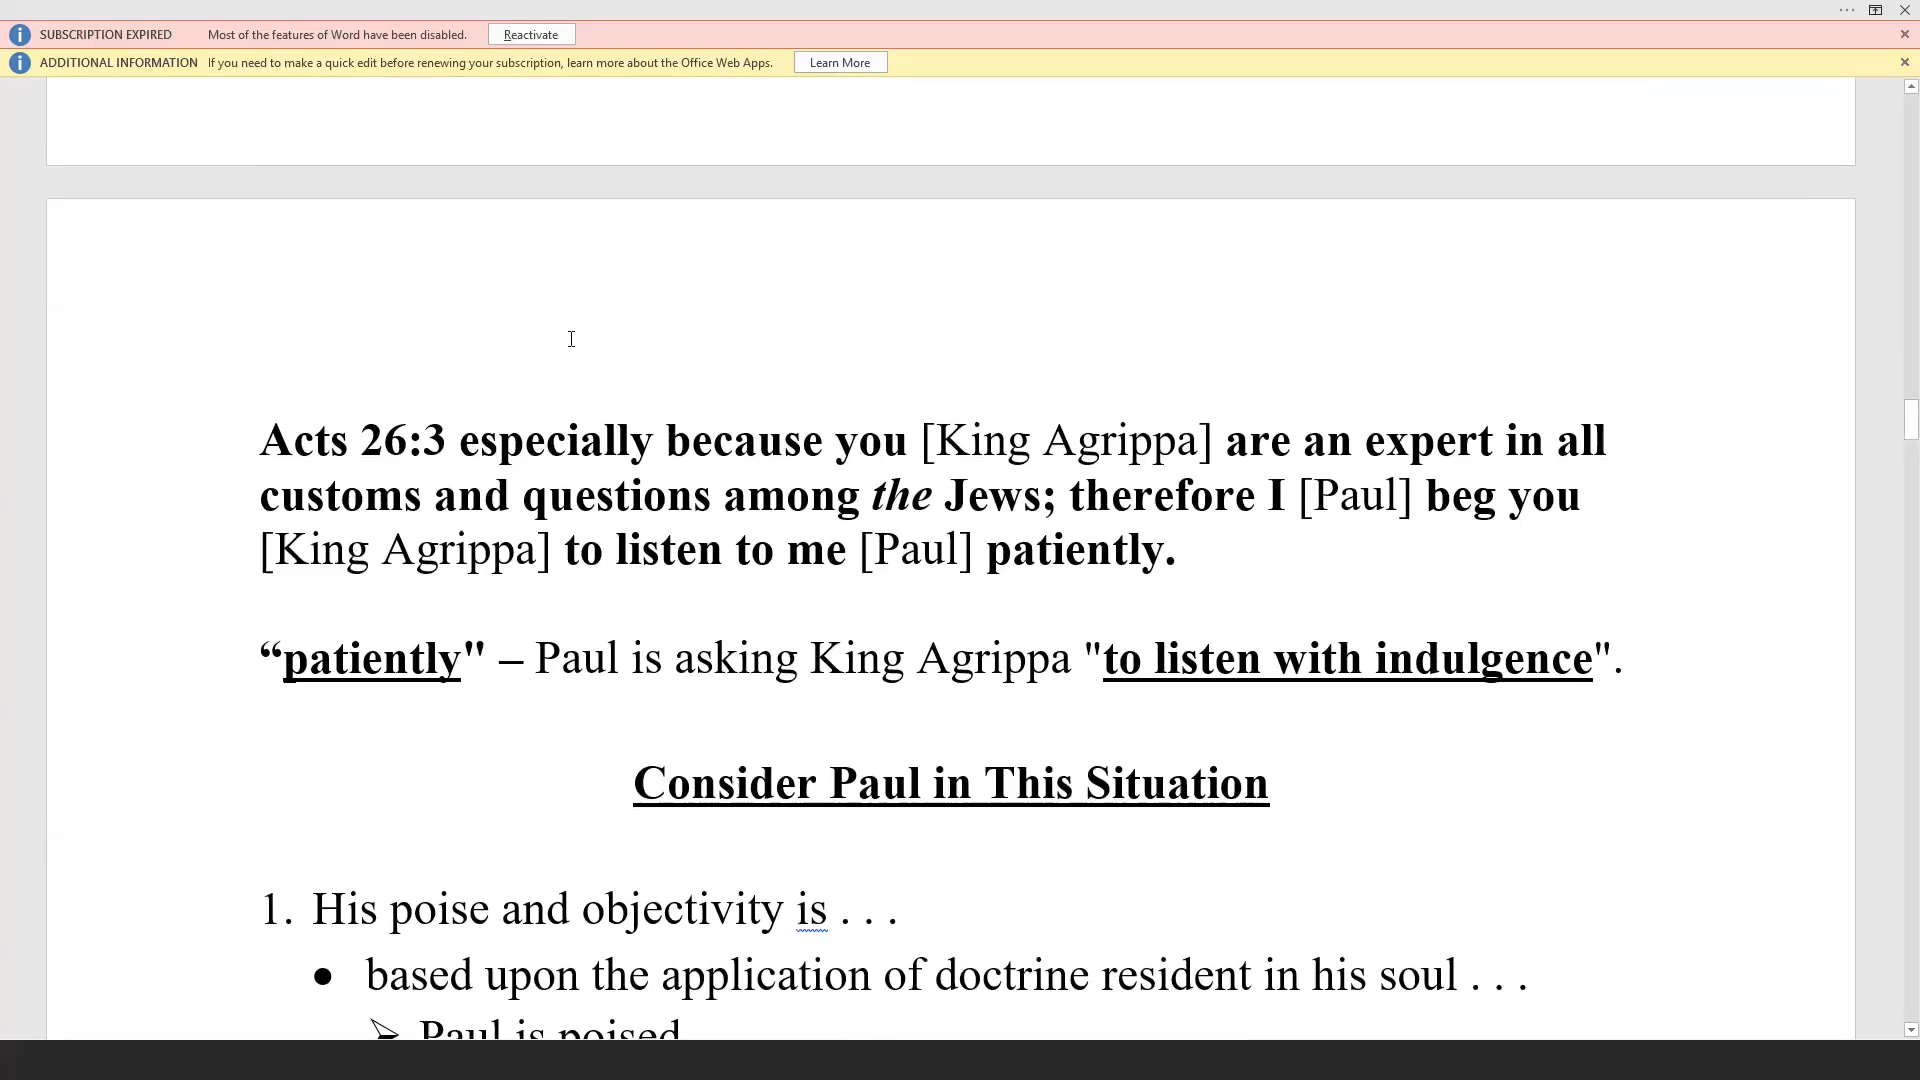 SUBSCRIPTION EXPIRED Most of the features of Word have been disabled. Reactivate
ADDITIONAL INFORMATION If you need to make a quick edit before renewing your subscription, learn more about the Office Web Apps. Learn More
Acts 26:3 especially because you [King Agrippa] are an expert in all
customs and questions among the Jews; therefore I [Paul] beg you
[King Agrippa] to listen to me [Paul] patiently.
“patiently" – Paul is asking King Agrippa "to listen with indulgence".
Consider Paul in This Situation
1. His poise and objectivity is . . .
• based upon the application of doctrine resident in his soul . . .
➢ Paul is poised